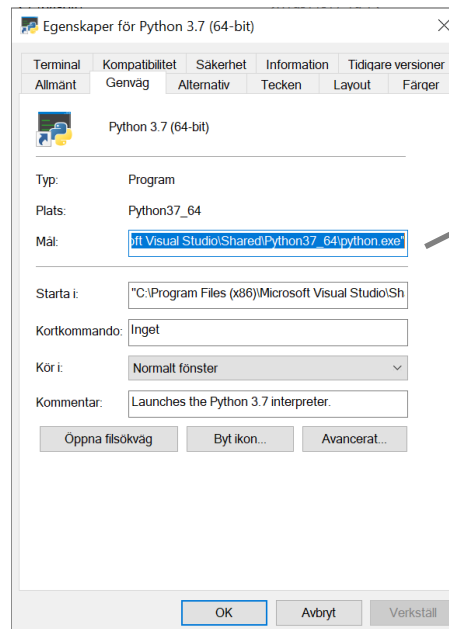 Egenskaper för Python 3.7 (64-bit)
Terminal Kompatibilitet Säkerhet Information Tidigare versioner
Allmänt Genväg Alternativ Tecken Layout Färger
Python 3.7 (64-bit)
Typ: Program
Plats: Python37_64
Mål: oft Visual Studio\Shared\Python37_64\python.exe"
Starta i: "C:\Program Files (x86)\Microsoft Visual Studio\Sh
Kortkommando: Inget
Kör i: Normalt fönster
Kommentar: Launches the Python 3.7 interpreter.
Öppna filsökväg Byt ikon... Avancerat...
OK Avbryt Verkställ